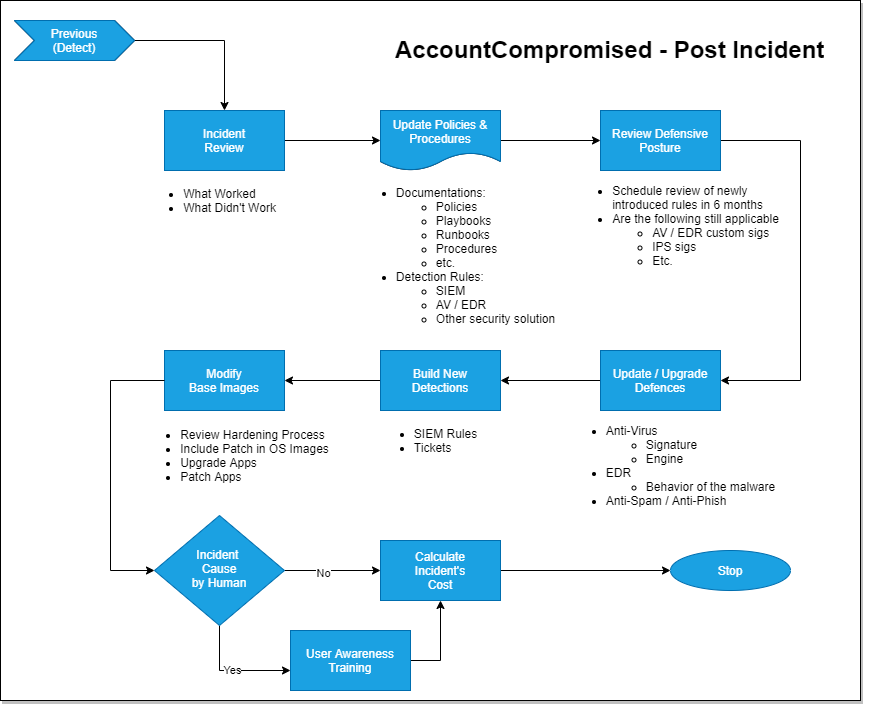 Previous
(Detect)
AccountCompromised - Post Incident
Incident
Review
Update Policies &
Procedures
Review Defensive
Posture
What Worked
What Didn't Work
Documentations:
Policies
Playbooks
Runbooks
Procedures
etc.
Detection Rules:
SIEM
AV / EDR
Other security solution
Schedule review of newly
introduced rules in 6 months
Are the following still applicable
AV / EDR custom sigs
IPS sigs
Etc.
Modify
Base Images
Build New
Detections
Update / Upgrade
Defences
Review Hardening Process
Include Patch in OS Images
Upgrade Apps
Patch Apps
SIEM Rules
Tickets
Anti-Virus
Signature
Engine
EDR
Behavior of the malware
Anti-Spam / Anti-Phish
Incident
Cause
by Human
No
Calculate
Incident's
Cost
Stop
Yes
User Awareness
Training